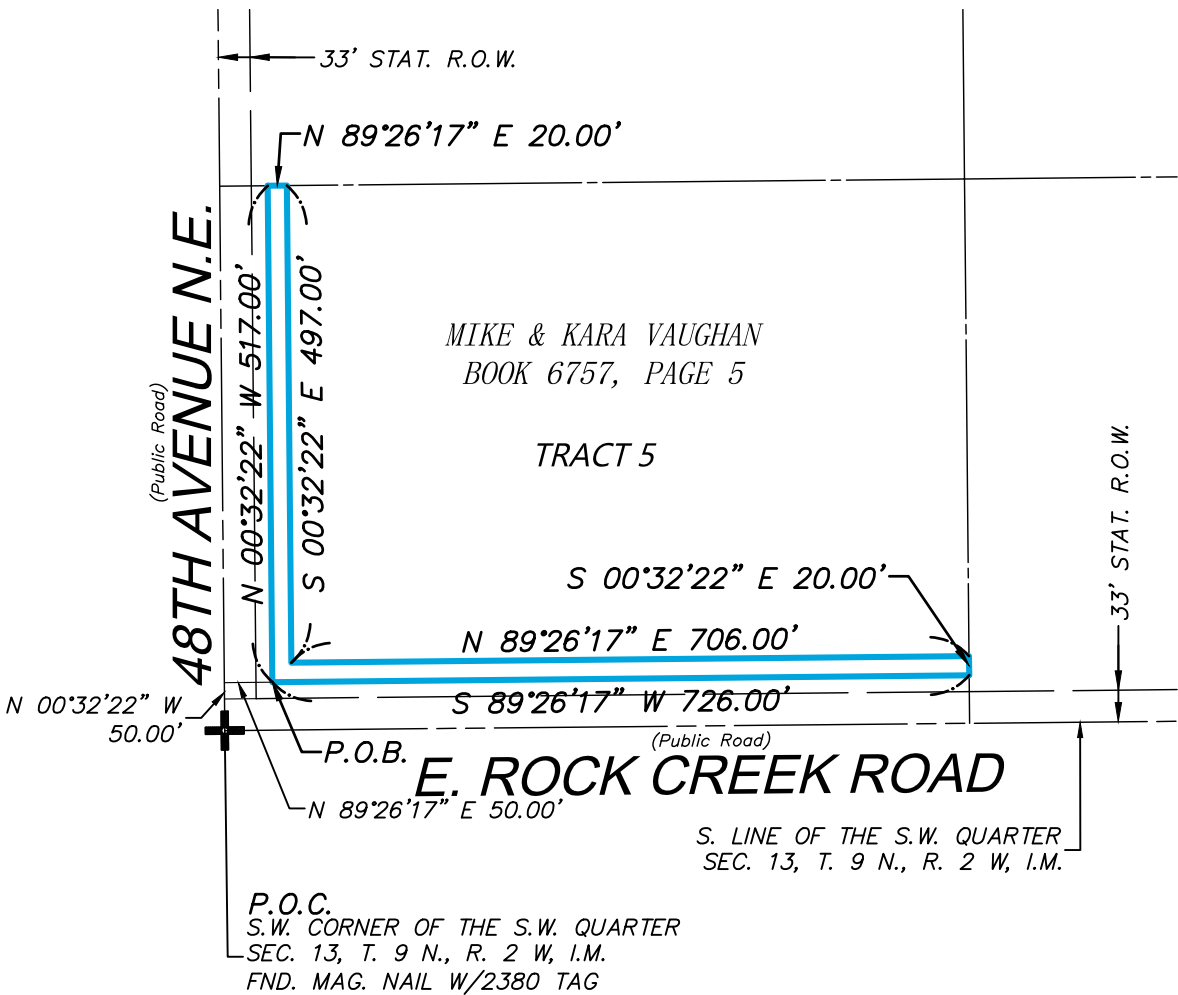 33' STAT. R.O.W.
N 89°26'17" E 20.00'
48TH AVENUE N.E.
(Public Road)
N 00°32'22" W 517.00'
S 00°32'22" E 497.00'
MIKE & KARA VAUGHAN
BOOK 6757, PAGE 5
TRACT 5
33' STAT. R.O.W.
S 00°32'22" E 20.00'
N 89°26'17" E 706.00'
S 89°26'17" W 726.00'
N 00°32'22" W
50.00'
P.O.B.
(Public Road)
E. ROCK CREEK ROAD
N 89°26'17" E 50.00'
S. LINE OF THE S.W. QUARTER
SEC. 13, T. 9 N., R. 2 W, I.M.
P.O.C.
S.W. CORNER OF THE S.W. QUARTER
SEC. 13, T. 9 N., R. 2 W, I.M.
FND. MAG. NAIL W/2380 TAG